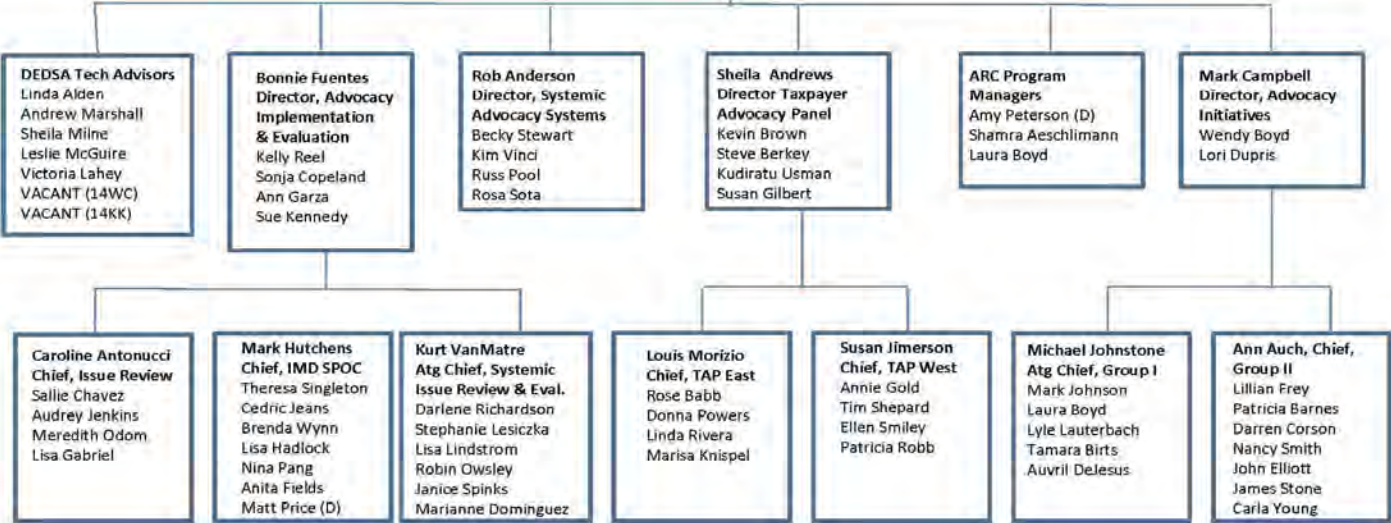 DEDSA Tech Advisors
Linda Alden
Andrew Marshall
Sheila Milne
Leslie McGuire
Victoria Lahey
VACANT (14WC)
VACANT (14KK)
Bonnie Fuentes
Director, Advocacy
Implementation
& Evaluation
Kelly Reel
Sonja Copeland
Ann Garza
Sue Kennedy
Rob Anderson
Director, Systemic
Advocacy Systems
Becky Stewart
Kim Vinci
Russ Pool
Rosa Sota
Sheila Andrews
Director Taxpayer
Advocacy Panel
Kevin Brown
Steve Berkey
Kudiratu Usman
Susan Gilbert
ARC Program
Managers
Amy Peterson (D)
Shamra Aeschlimann
Laura Boyd
Mark Campbell
Director, Advocacy
Initiatives
Wendy Boyd
Lori Dupris
Caroline Antonucci
Chief, Issue Review
Sallie Chavez
Audrey Jenkins
Meredith Odom
Lisa Gabriel
Mark Hutchens
Chief, IMD SPOC
Theresa Singleton
Cedric Jeans
Brenda Wynn
Lisa Hadlock
Nina Pang
Anita Fields
Matt Price (D)
Kurt VanMatre
Atg Chief, Systemic
Issue Review & Eval.
Darlene Richardson
Stephanie Lesiczka
Lisa Lindstrom
Robin Owsley
Janice Spinks
Marianne Dominguez
Louis Morizio
Chief, TAP East
Rose Babb
Donna Powers
Linda Rivera
Marisa Knispel
Susan Jimerson
Chief, TAP West
Annie Gold
Tim Shepard
Ellen Smiley
Patricia Robb
Michael Johnstone
Atg Chief, Group I
Mark Johnson
Laura Boyd
Lyle Lauterbach
Tamara Birts
Auvril DeJesus
Ann Auch, Chief,
Group II
Lillian Frey
Patricia Barnes
Darren Corson
Nancy Smith
John Elliott
James Stone
Carla Young